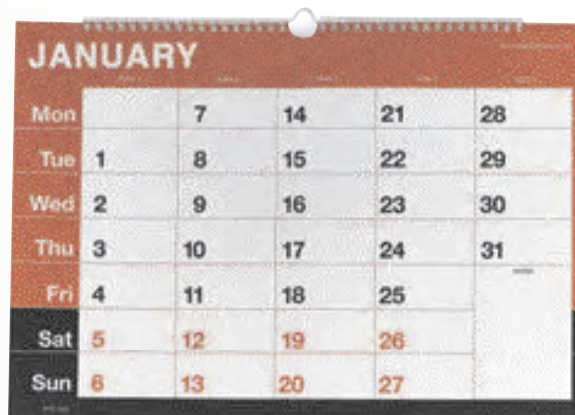 JANUARY
Mon 7 14 21 28
Tue 1 8 15 22 29
Wed 2 9 16 23 30
Thu 3 10 17 24 31
Fri 4 11 18 25
Sat 5 12 19 26
Sun 6 13 20 27